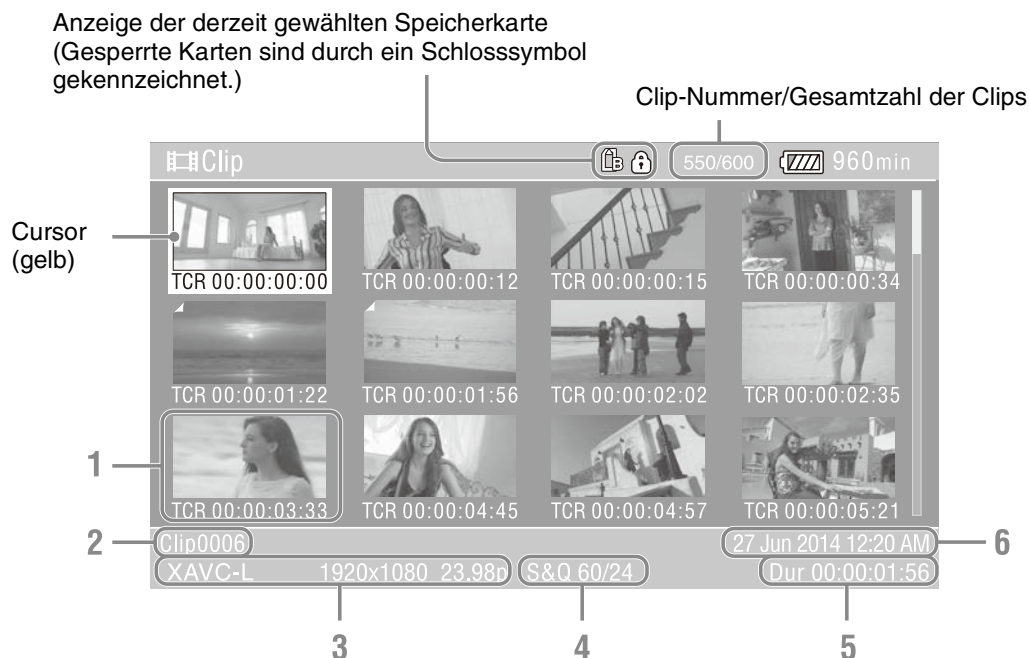 Anzeige der derzeit gewählten Speicherkarte
(Gesperrte Karten sind durch ein Schlosssymbol
gekennzeichnet.)
Clip-Nummer/Gesamtzahl der Clips
Clip
B
550/600
960min
Cursor
(gelb)
TCR 00:00:00:00
TCR 00:00:00:12
TCR 00:00:00:15
TCR 00:00:00:34
TCR 00:00:01:22
TCR 00:00:01:56
TCR 00:00:02:02
TCR 00:00:02:35
1
TCR 00:00:03:33
TCR 00:00:04:45
TCR 00:00:04:57
TCR 00:00:05:21
2
Clip0006
27 Jun 2014 12:20 AM
6
XAVC-L 1920x1080 23.98p
S&Q 60/24
Dur 00:00:01:56
3
4
5